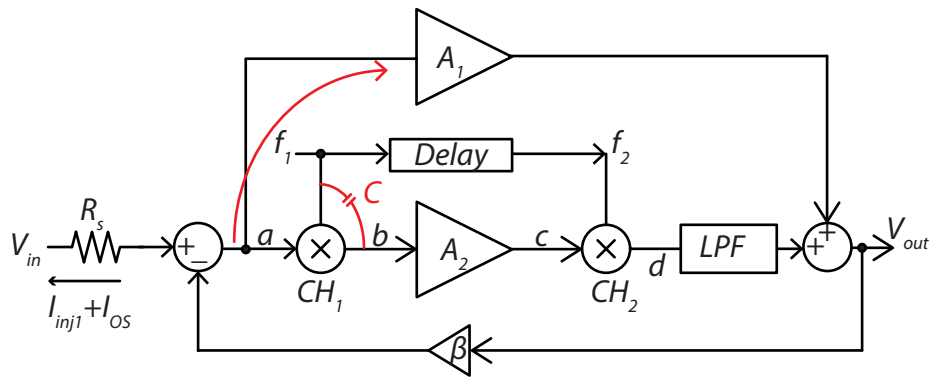 A1
f1
Delay
f2
C
Rs
Vin
+
−
a
×
b
A2
c
×
d
LPF
+
+
Vout
CH1
CH2
Iinj1+IOS
β